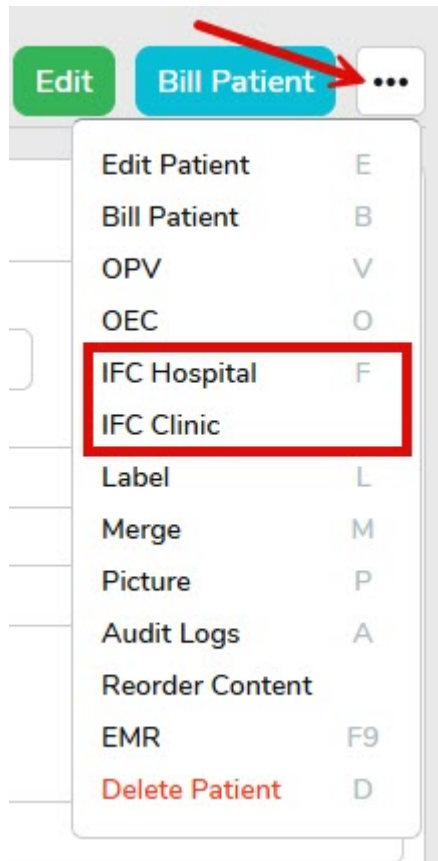 Edit Bill Patient •••
Edit Patient E
Bill Patient B
OPV V
OEC O
IFC Hospital F
IFC Clinic
Label L
Merge M
Picture P
Audit Logs A
Reorder Content
EMR F9
Delete Patient D